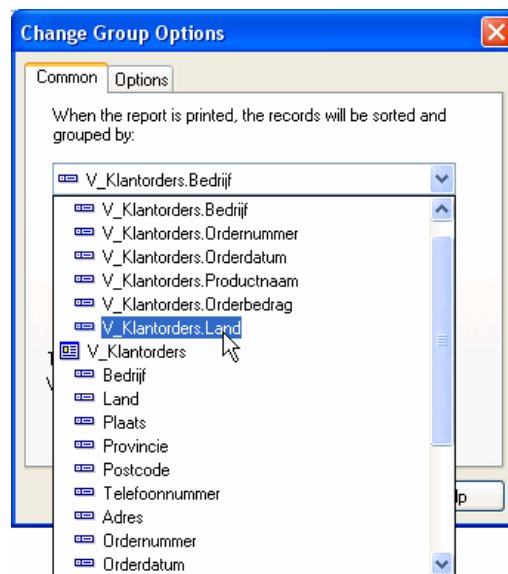 Change Group Options
Common Options
When the report is printed, the records will be sorted and
grouped by:
V_Klantorders.Bedrijf
V_Klantorders.Bedrijf
V_Klantorders.Ordernummer
V_Klantorders.Orderdatum
V_Klantorders.Productnaam
V_Klantorders.Orderbedrag
V_Klantorders.Land
V_Klantorders
Bedrijf
Land
Plaats
Provincie
Postcode
Telefoonnummer
Adres
Ordernummer
Orderdatum